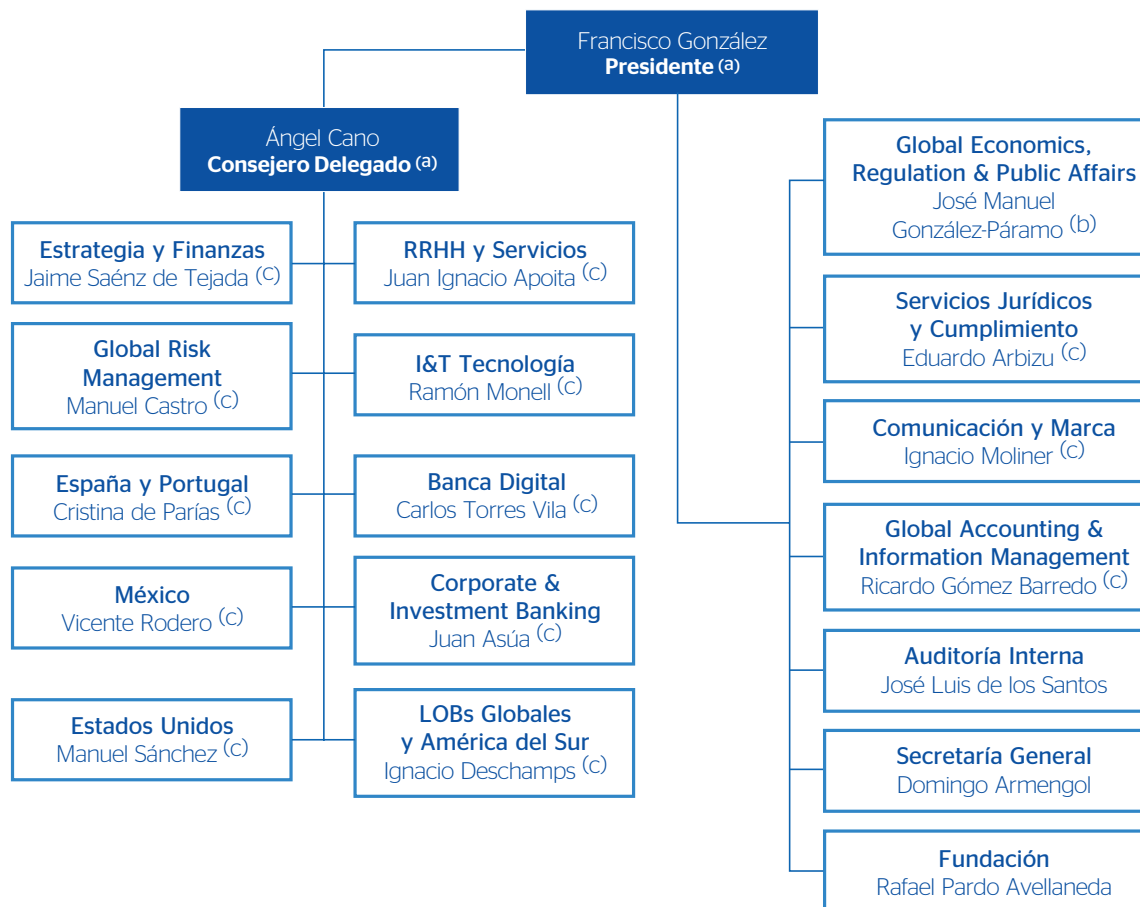 Francisco González
Presidente (a)
Ángel Cano
Consejero Delegado (a)
Estrategia y Finanzas
Jaime Saénz de Tejada (c)
RRHH y Servicios
Juan Ignacio Apoita (c)
Global Risk
Management
Manuel Castro (c)
I&T Tecnología
Ramón Monell (c)
España y Portugal
Cristina de Parías (c)
Banca Digital
Carlos Torres Vila (c)
México
Vicente Rodero (c)
Corporate &
Investment Banking
Juan Asúa (c)
Estados Unidos
Manuel Sánchez (c)
LOBs Globales
y América del Sur
Ignacio Deschamps (c)
Global Economics,
Regulation & Public Affairs
José Manuel
González-Páramo (b)
Servicios Jurídicos
y Cumplimiento
Eduardo Arbizu (c)
Comunicación y Marca
Ignacio Moliner (c)
Global Accounting &
Information Management
Ricardo Gómez Barredo (c)
Auditoría Interna
José Luis de los Santos
Secretaría General
Domingo Armengol
Fundación
Rafael Pardo Avellaneda